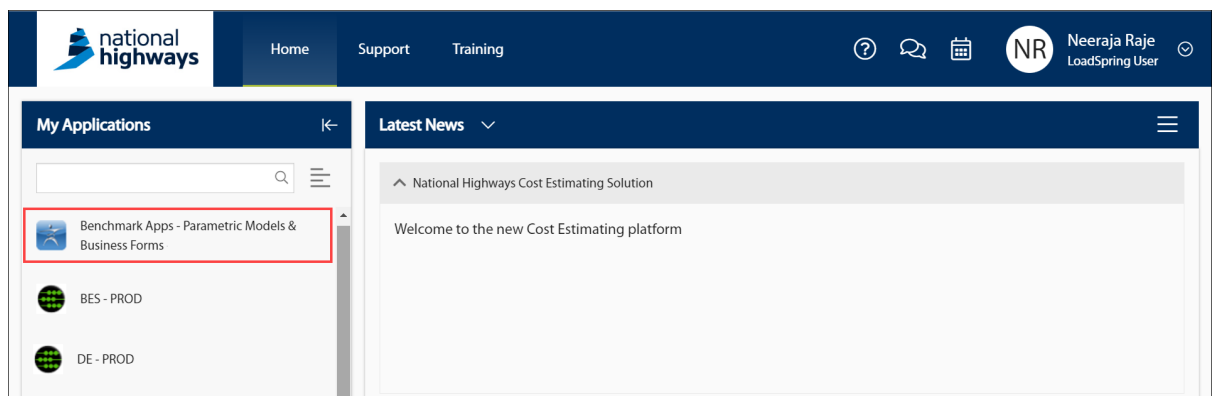 national
highways
Home
Support
Training
NR
Neeraja Raje
LoadSpring User
My Applications
Latest News
National Highways Cost Estimating Solution
Benchmark Apps - Parametric Models &
Business Forms
Welcome to the new Cost Estimating platform
BES - PROD
DE - PROD